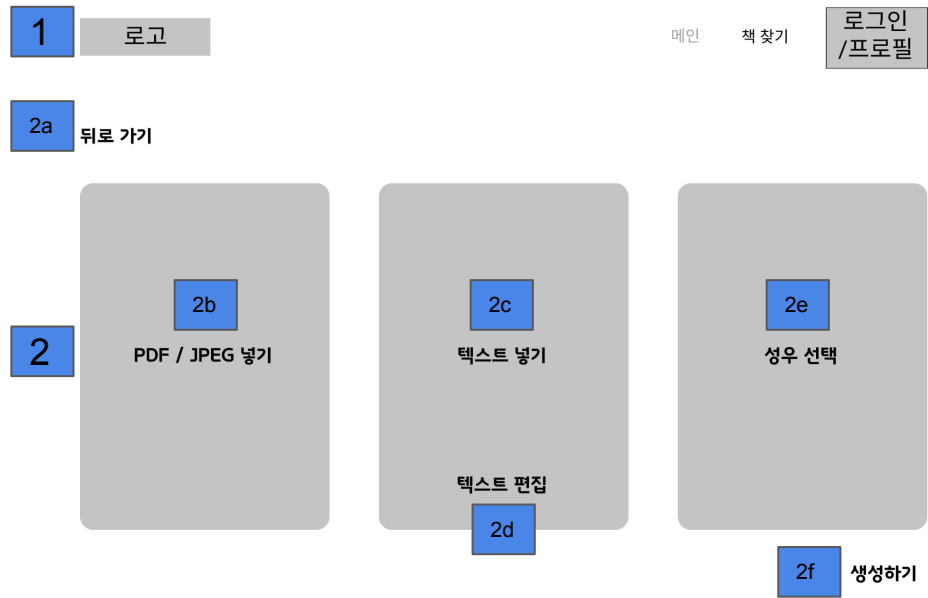 1
로고
메인
책 찾기
로그인
/프로필
2a
뒤로 가기
2
2b
PDF / JPEG 넣기
2c
텍스트 넣기
텍스트 편집
2d
2e
성우 선택
2f
생성하기